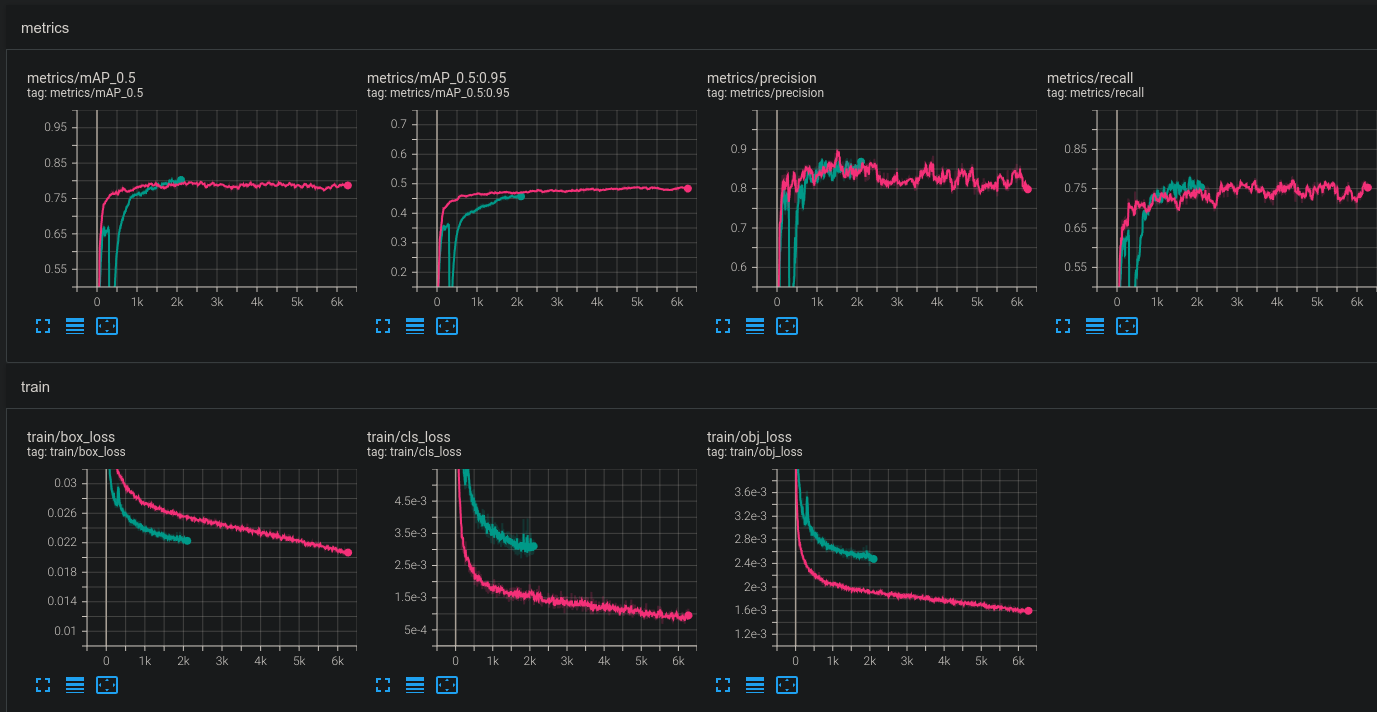 metrics
metrics/mAP_0.5
tag: metrics/mAP_0.5
0.95
0.85
0.75
0.65
0.55
0 1k 2k 3k 4k 5k 6k
metrics/mAP_0.5:0.95
tag: metrics/mAP_0.5:0.95
0.7
0.6
0.5
0.4
0.3
0.2
0 1k 2k 3k 4k 5k 6k
metrics/precision
tag: metrics/precision
0.9
0.8
0.7
0.6
0 1k 2k 3k 4k 5k 6k
metrics/recall
tag: metrics/recall
0.85
0.75
0.65
0.55
0 1k 2k 3k 4k 5k 6k
train
train/box_loss
tag: train/box_loss
0.03
0.026
0.022
0.018
0.014
0.01
0 1k 2k 3k 4k 5k 6k
train/cls_loss
tag: train/cls_loss
4.5e-3
3.5e-3
2.5e-3
1.5e-3
5e-4
0 1k 2k 3k 4k 5k 6k
train/obj_loss
tag: train/obj_loss
3.6e-3
3.2e-3
2.8e-3
2.4e-3
2e-3
1.6e-3
1.2e-3
0 1k 2k 3k 4k 5k 6k